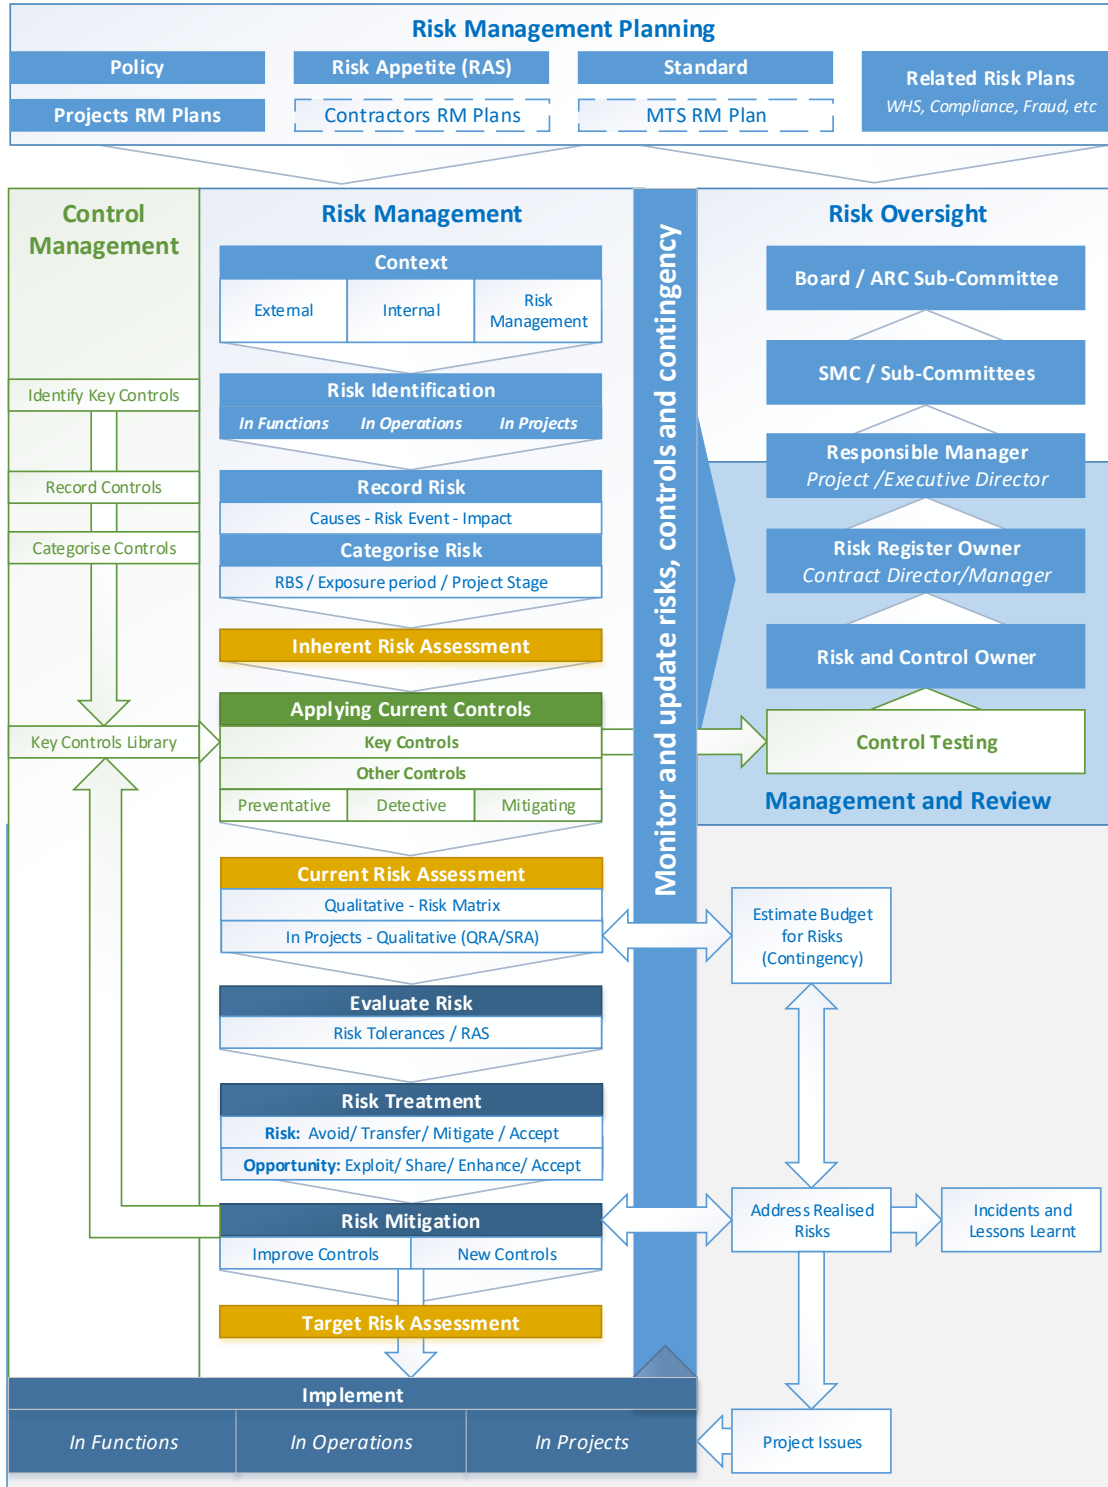 Risk Management Planning
Policy
Risk Appetite (RAS)
Standard
Related Risk Plans
WHS, Compliance, Fraud, etc
Projects RM Plans
Contractors RM Plans
MTS RM Plan
Control
Management
Identify Key Controls
Record Controls
Categorise Controls
Key Controls Library
Risk Management
Context
External
Internal
Risk
Management
Risk Identification
In Functions
In Operations
In Projects
Record Risk
Causes - Risk Event - Impact
Categorise Risk
RBS / Exposure period / Project Stage
Inherent Risk Assessment
Applying Current Controls
Key Controls
Other Controls
Preventative
Detective
Mitigating
Current Risk Assessment
Qualitative - Risk Matrix
In Projects - Qualitative (QRA/SRA)
Evaluate Risk
Risk Tolerances / RAS
Risk Treatment
Risk: Avoid/ Transfer/ Mitigate / Accept
Opportunity: Exploit/ Share/ Enhance/ Accept
Risk Mitigation
Improve Controls
New Controls
Target Risk Assessment
Implement
In Functions
In Operations
In Projects
Monitor and update risks, controls and contingency
Risk Oversight
Board / ARC Sub-Committee
SMC / Sub-Committees
Responsible Manager
Project /Executive Director
Risk Register Owner
Contract Director/Manager
Risk and Control Owner
Control Testing
Management and Review
Estimate Budget
for Risks
(Contingency)
Address Realised
Risks
Incidents and
Lessons Learnt
Project Issues